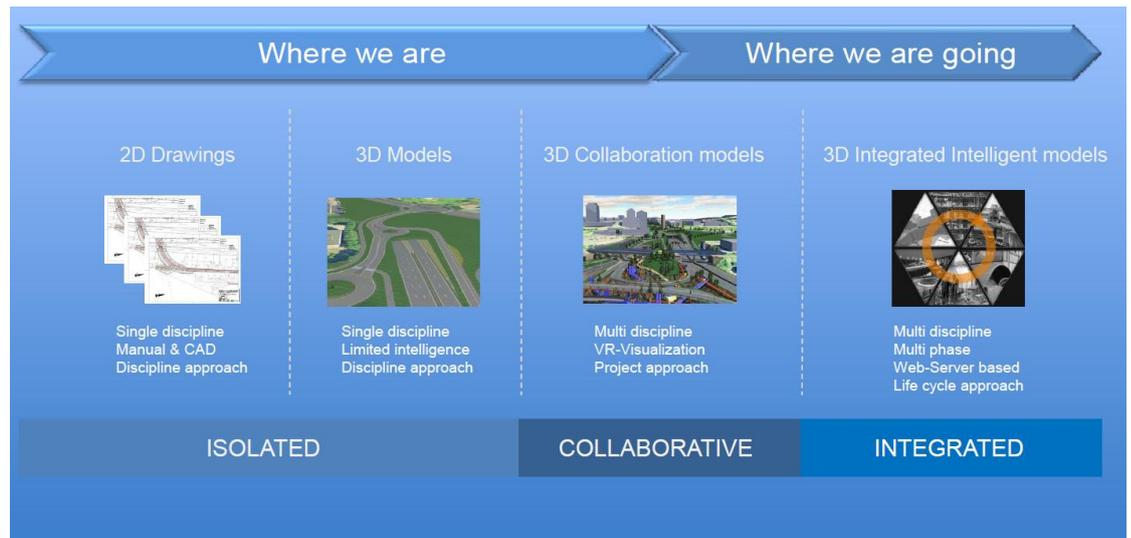 Where we are
Where we are going
2D Drawings
3D Models
3D Collaboration models
3D Integrated Intelligent models
Single discipline
Manual & CAD
Discipline approach
Single discipline
Limited intelligence
Discipline approach
Multi discipline
VR-Visualization
Project approach
Multi discipline
Multi phase
Web-Server based
Life cycle approach
ISOLATED
COLLABORATIVE
INTEGRATED